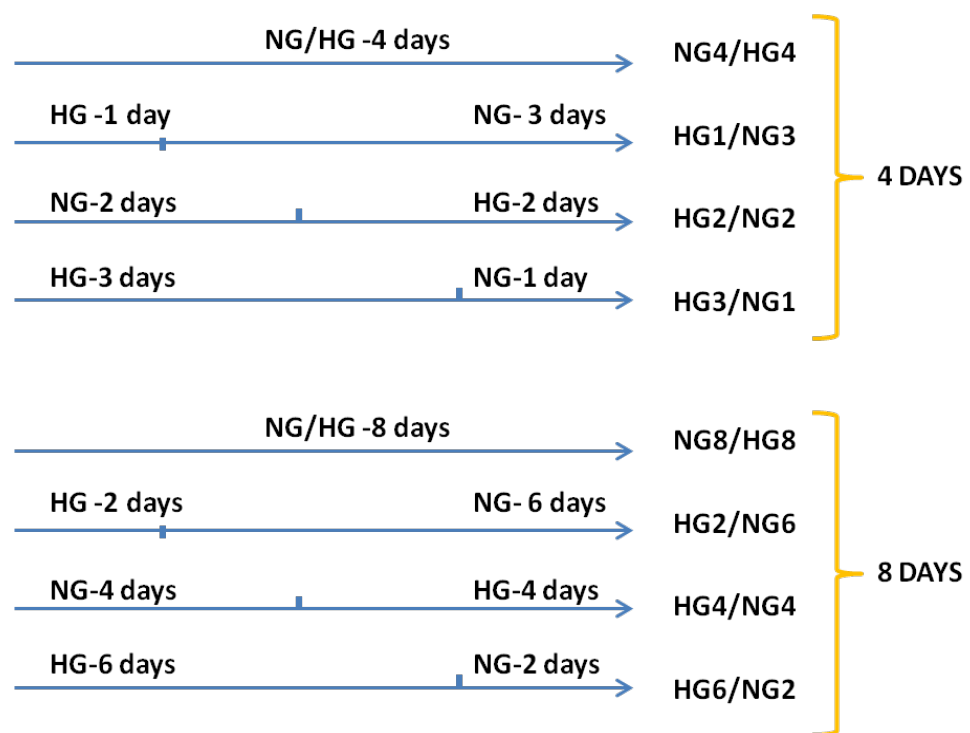 NG/HG -4 days
NG4/HG4
HG -1 day
NG- 3 days
HG1/NG3
NG-2 days
HG-2 days
HG2/NG2
HG-3 days
NG-1 day
HG3/NG1
4 DAYS
NG/HG -8 days
NG8/HG8
HG -2 days
NG- 6 days
HG2/NG6
NG-4 days
HG-4 days
HG4/NG4
HG-6 days
NG-2 days
HG6/NG2
8 DAYS